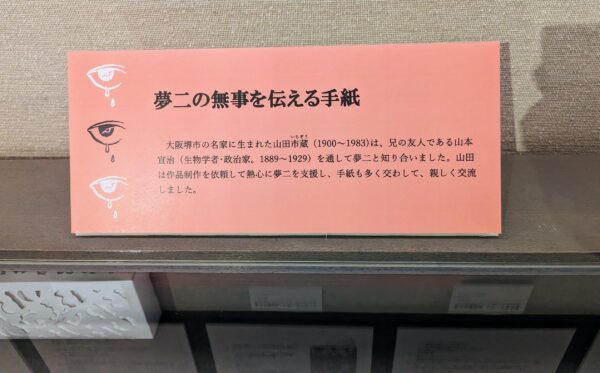 夢二の無事を伝える手紙
いちぞう
大阪堺市の名家に生まれた山田市蔵（1900〜1983)は、兄の友人である山本
宣治（生物学者・政治家。1889〜1929）を通して夢二と知り合いました。山田
は作品制作を依頼して熱心に夢二を支援し、手紙も多く交わして、親しく交流
しました。